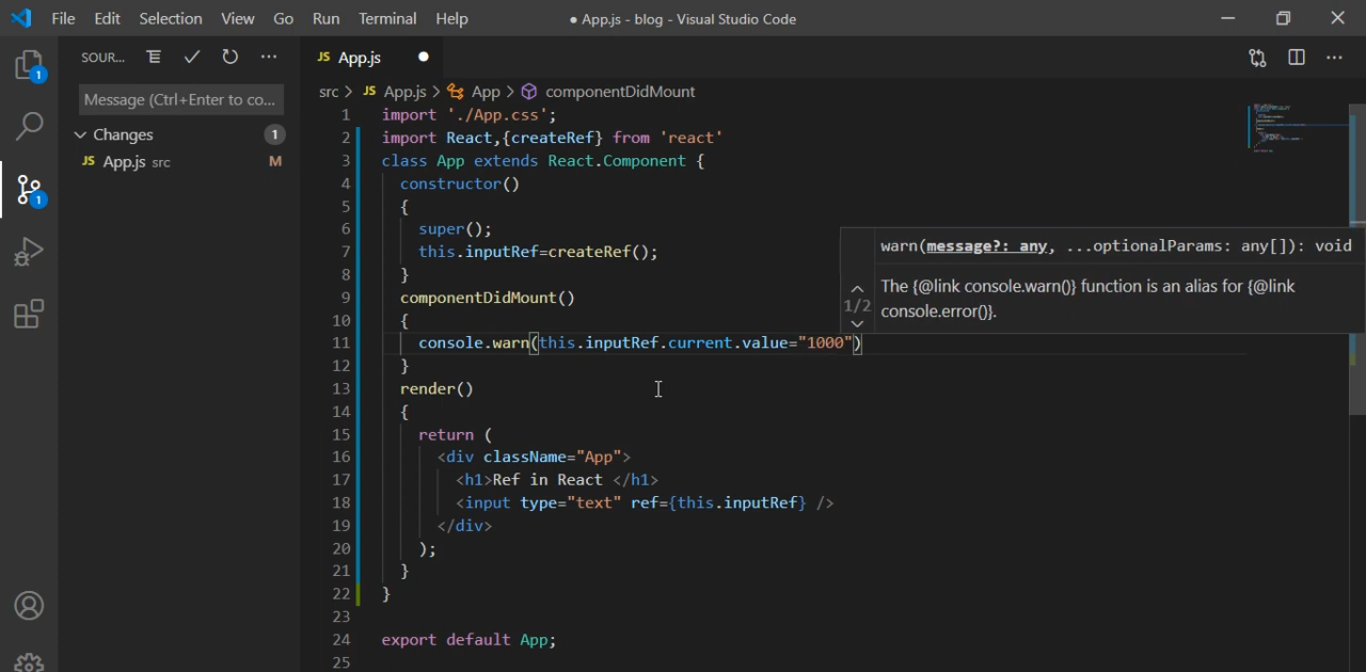 File Edit Selection View Go Run Terminal Help ● App.js - blog - Visual Studio Code
SOUR...
JS App.js ●
1
Message (Ctrl+Enter to co...
src > JS App.js > App > componentDidMount
Changes 1
JS App.js src M
1
1 import './App.css';
2 import React,{createRef} from 'react'
3 class App extends React.Component {
4 constructor()
5 {
6 super();
7 this.inputRef=createRef();
8 }
9 componentDidMount()
10 {
11 console.warn(this.inputRef.current.value="1000")
12 }
13 render()
14 {
15 return (
16 <div className="App">
17 <h1>Ref in React </h1>
18 <input type="text" ref={this.inputRef} />
19 </div>
20 );
21 }
22 }
23
24 export default App;
25
warn(message?: any, ...optionalParams: any[]): void
1/2
The {@link console.warn()} function is an alias for {@link
console.error()}.